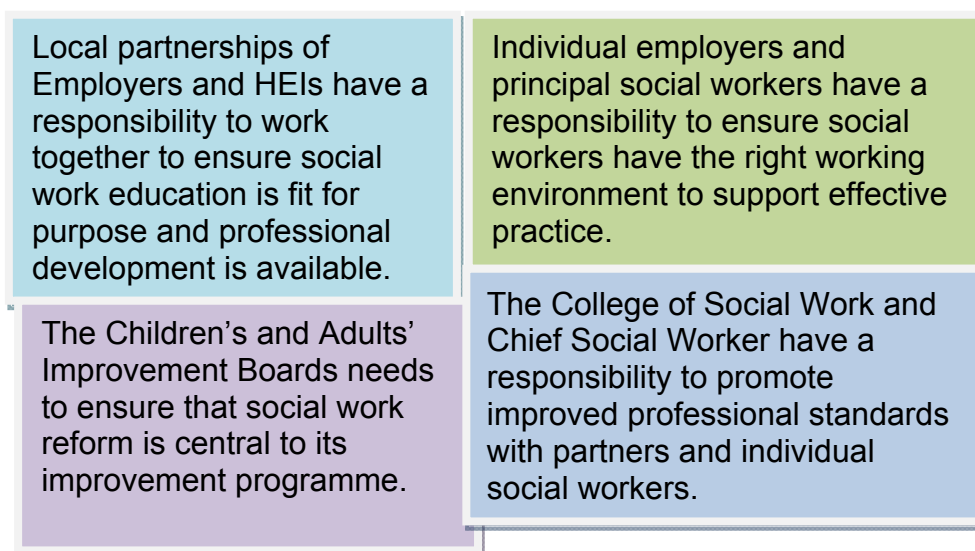 Local partnerships of
Employers and HEIs have a
responsibility to work
together to ensure social
work education is fit for
purpose and professional
development is available.
Individual employers and
principal social workers have a
responsibility to ensure social
workers have the right working
environment to support effective
practice.
The Children’s and Adults’
Improvement Boards needs
to ensure that social work
reform is central to its
improvement programme.
The College of Social Work and
Chief Social Worker have a
responsibility to promote
improved professional standards
with partners and individual
social workers.